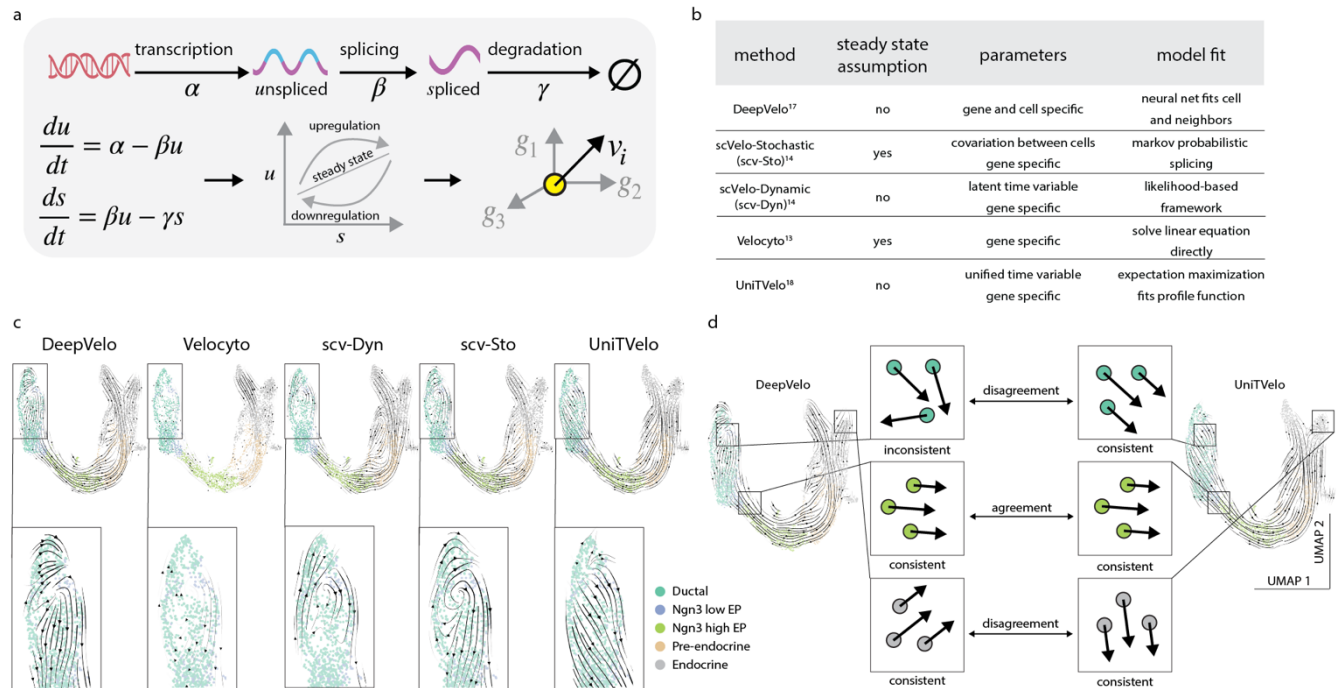 a
transcription
splicing
degradation
α
unspliced
β
spliced
γ
∅
du/dt = α − βu
ds/dt = βu − γs
upregulation
steady state
downregulation
u
s
g1
g2
g3
vi
b
method
steady state
assumption
parameters
model fit
DeepVelo17
no
gene and cell specific
neural net fits cell
and neighbors
scVelo-Stochastic
(scv-Sto)14
yes
covariation between cells
gene specific
markov probabilistic
splicing
scVelo-Dynamic
(scv-Dyn)14
no
latent time variable
gene specific
likelihood-based
framework
Velocyto13
yes
gene specific
solve linear equation
directly
UniTVelo18
no
unified time variable
gene specific
expectation maximization
fits profile function
c
DeepVelo
Velocyto
scv-Dyn
scv-Sto
UniTVelo
Ductal
Ngn3 low EP
Ngn3 high EP
Pre-endocrine
Endocrine
d
DeepVelo
disagreement
UniTVelo
inconsistent
consistent
agreement
consistent
consistent
disagreement
consistent
consistent
UMAP 1
UMAP 2